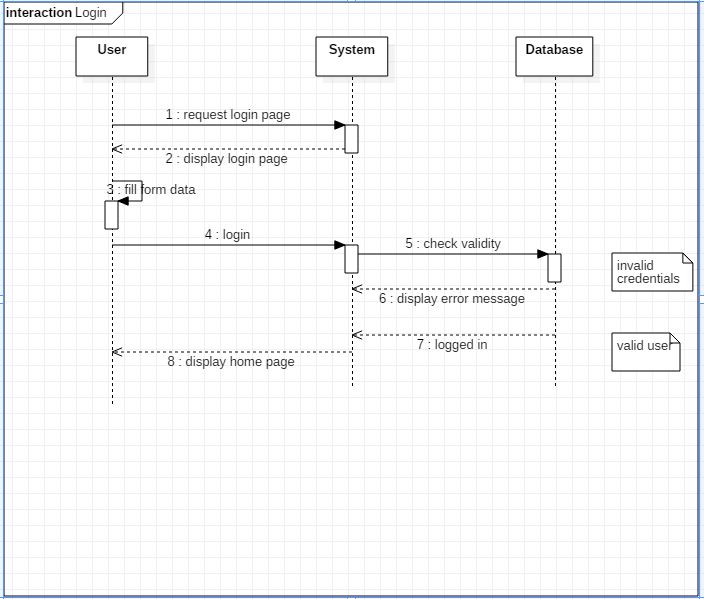 interaction Login
User
System
Database
1 : request login page
2 : display login page
3 : fill form data
4 : login
5 : check validity
invalid
credentials
6 : display error message
7 : logged in
valid user
8 : display home page